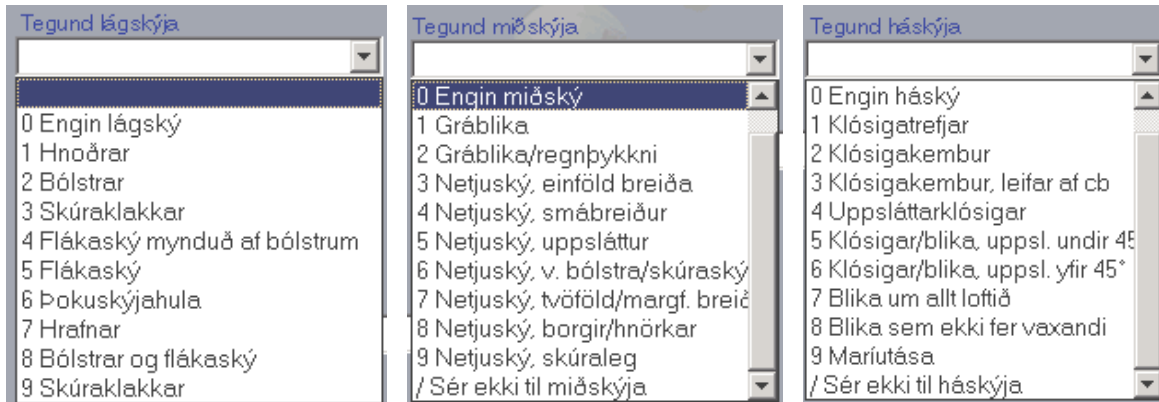 Tegund lágskýja
0 Engin lágský
1 Hnoðrar
2 Bólstrar
3 Skúraklakkar
4 Flákaský mynduð af bólstrum
5 Flákaský
6 Þokuskýjahula
7 Hrafnar
8 Bólstrar og flákaský
9 Skúraklakkar
Tegund miðskýja
0 Engin miðský
1 Gráblika
2 Gráblika/regnþykkni
3 Netjuský, einföld breiða
4 Netjuský, smábreiður
5 Netjuský, uppsláttur
6 Netjuský, v. bólstra/skúraský
7 Netjuský, tvöföld/margf. breið
8 Netjuský, borgir/hnörkar
9 Netjuský, skúraleg
/ Sér ekki til miðskýja
Tegund háskýja
0 Engin háský
1 Klósigatrefjar
2 Klósigakembur
3 Klósigakembur, leifar af cb
4 Uppsláttarklósigar
5 Klósigar/blika, uppsl. undir 45
6 Klósigar/blika, uppsl. yfir 45°
7 Blika um allt loftið
8 Blika sem ekki fer vaxandi
9 Maríutása
/ Sér ekki til háskýja